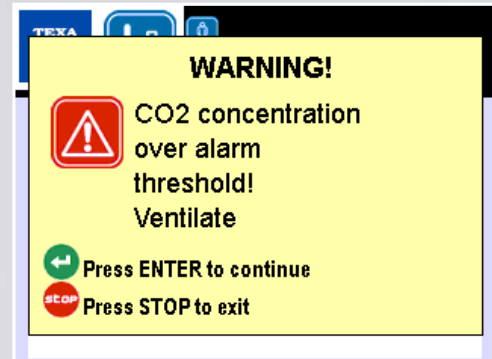 TEXA
WARNING!
CO2 concentration
over alarm
threshold!
Ventilate
Press ENTER to continue
stop
Press STOP to exit